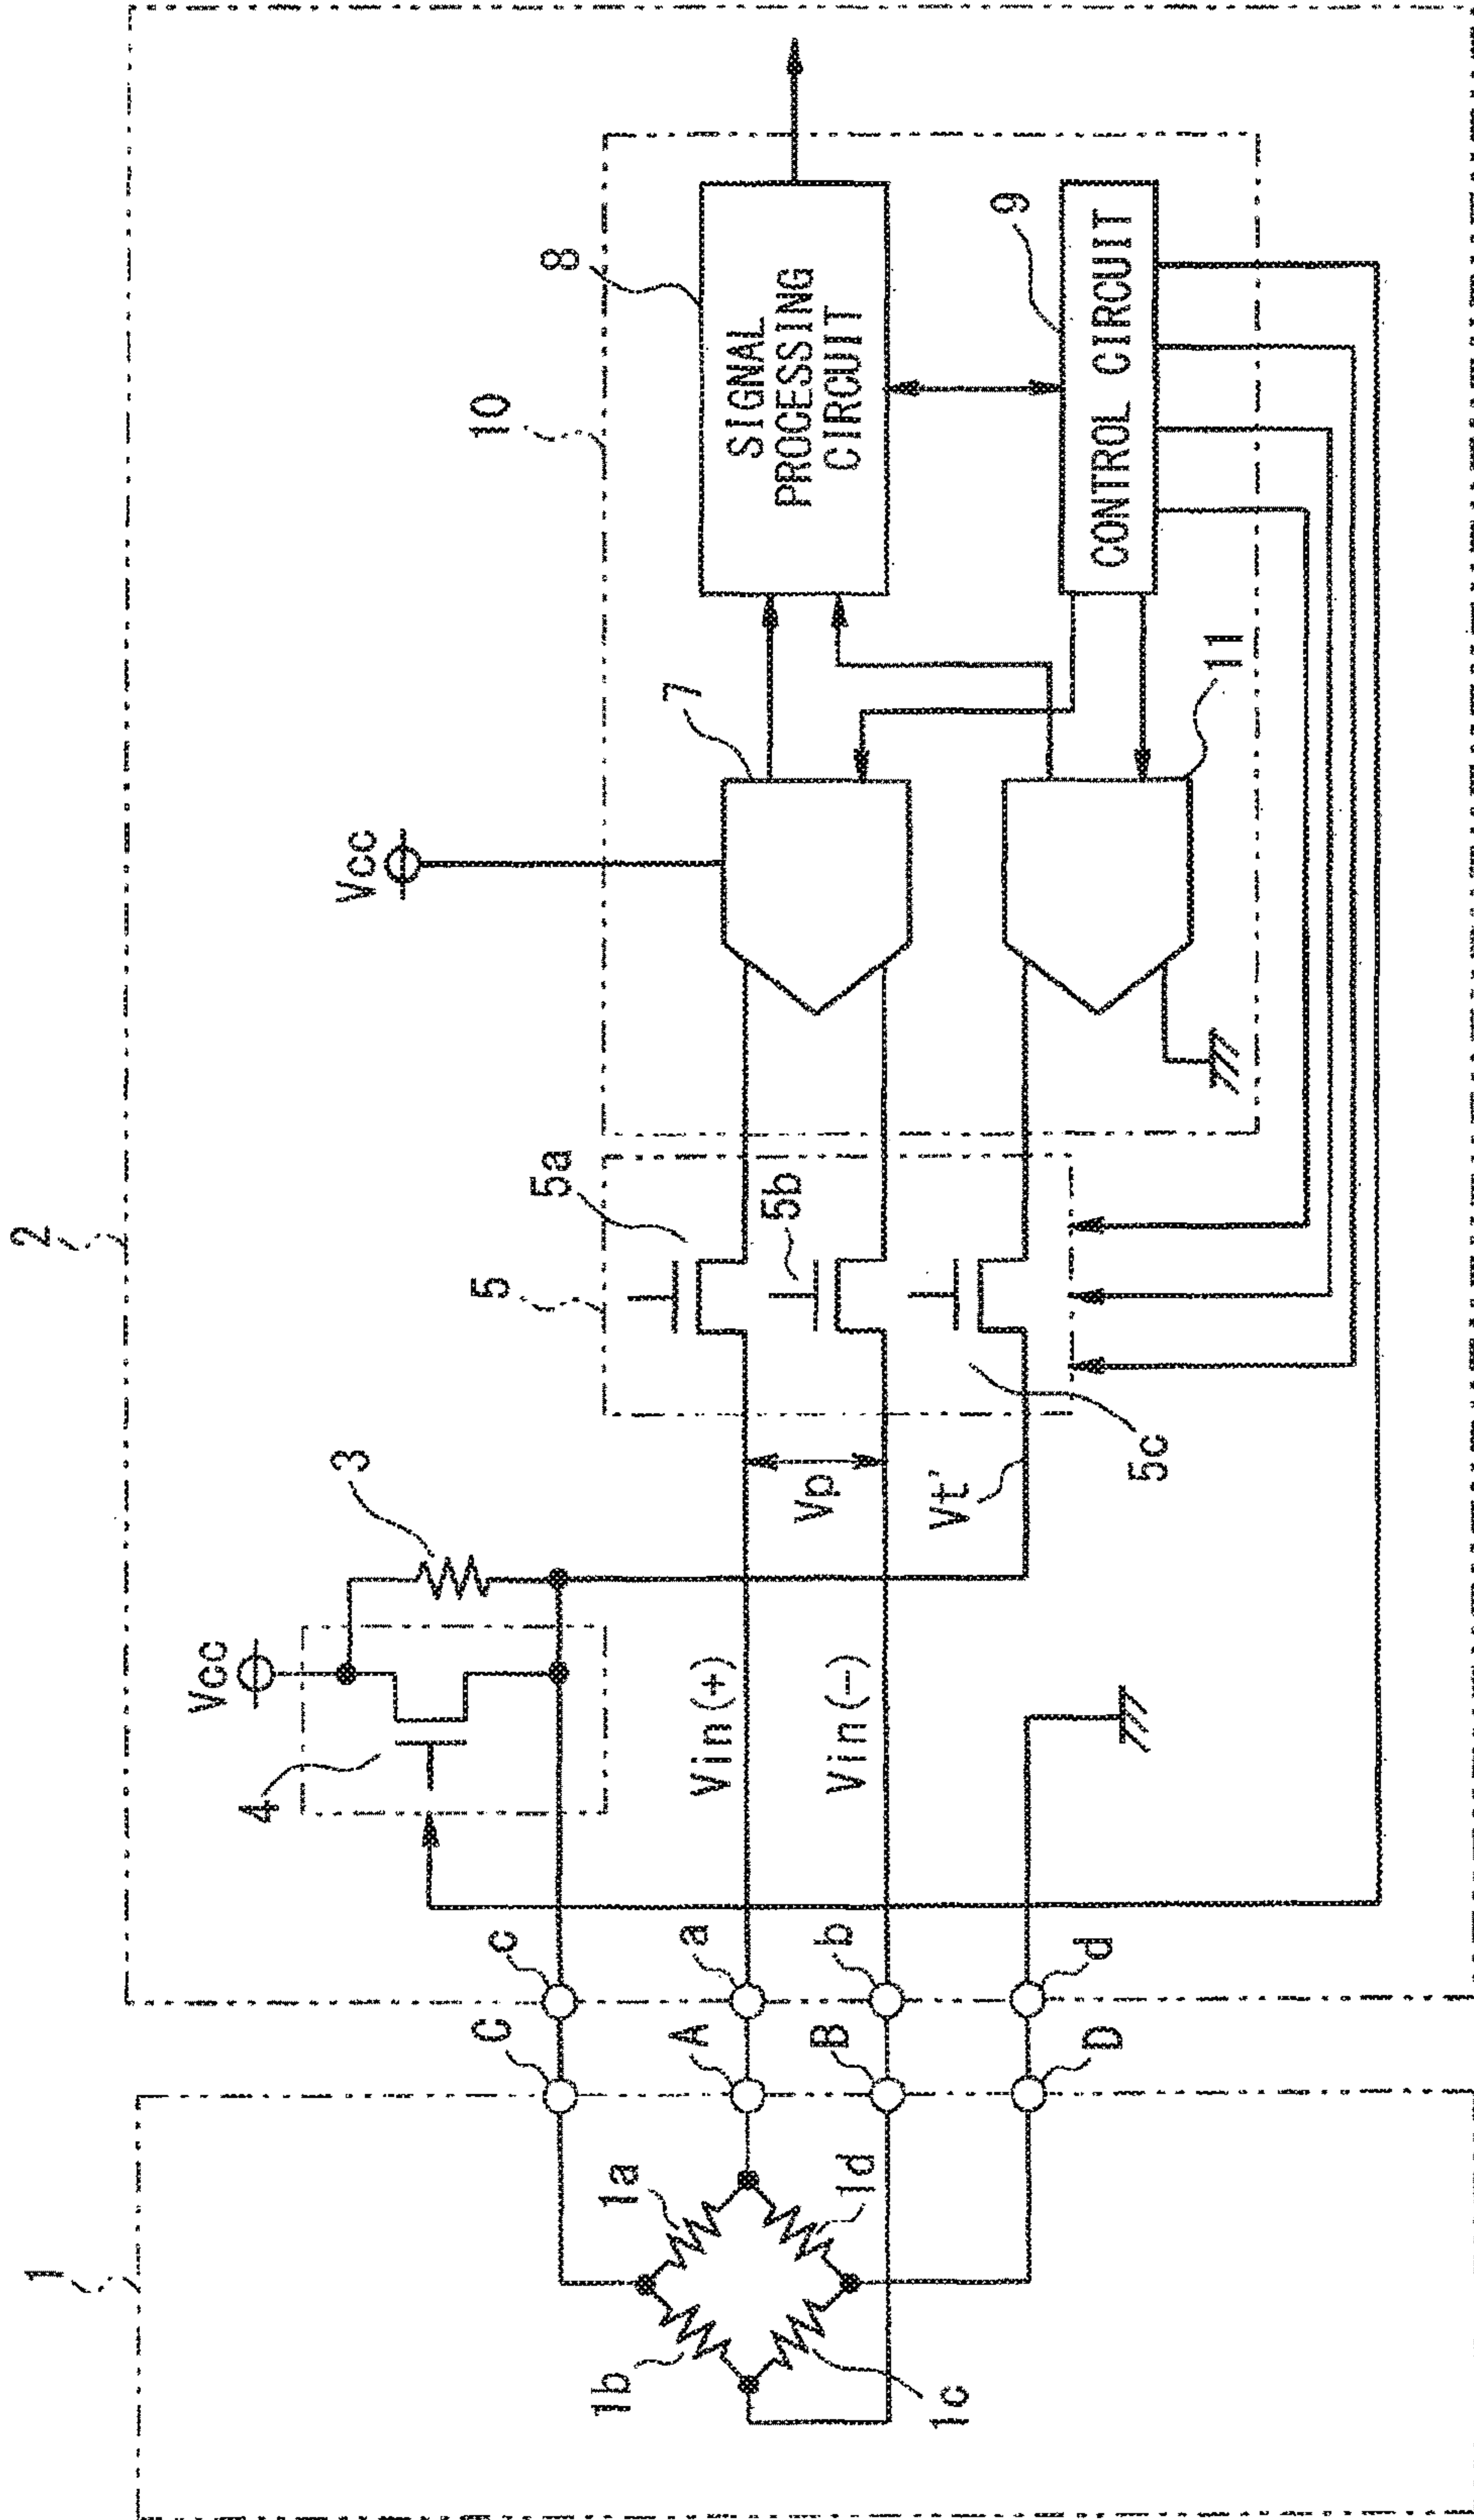 2
1
Vcc
4
3
Vcc
10
8
SIGNAL
PROCESSING
CIRCUIT
9
CONTROL CIRCUIT
7
11
5
5a
5b
5c
Vp
Vt'
Vin(+)
Vin(-)
c
a
b
d
C
A
B
D
1a
1d
1b
1c